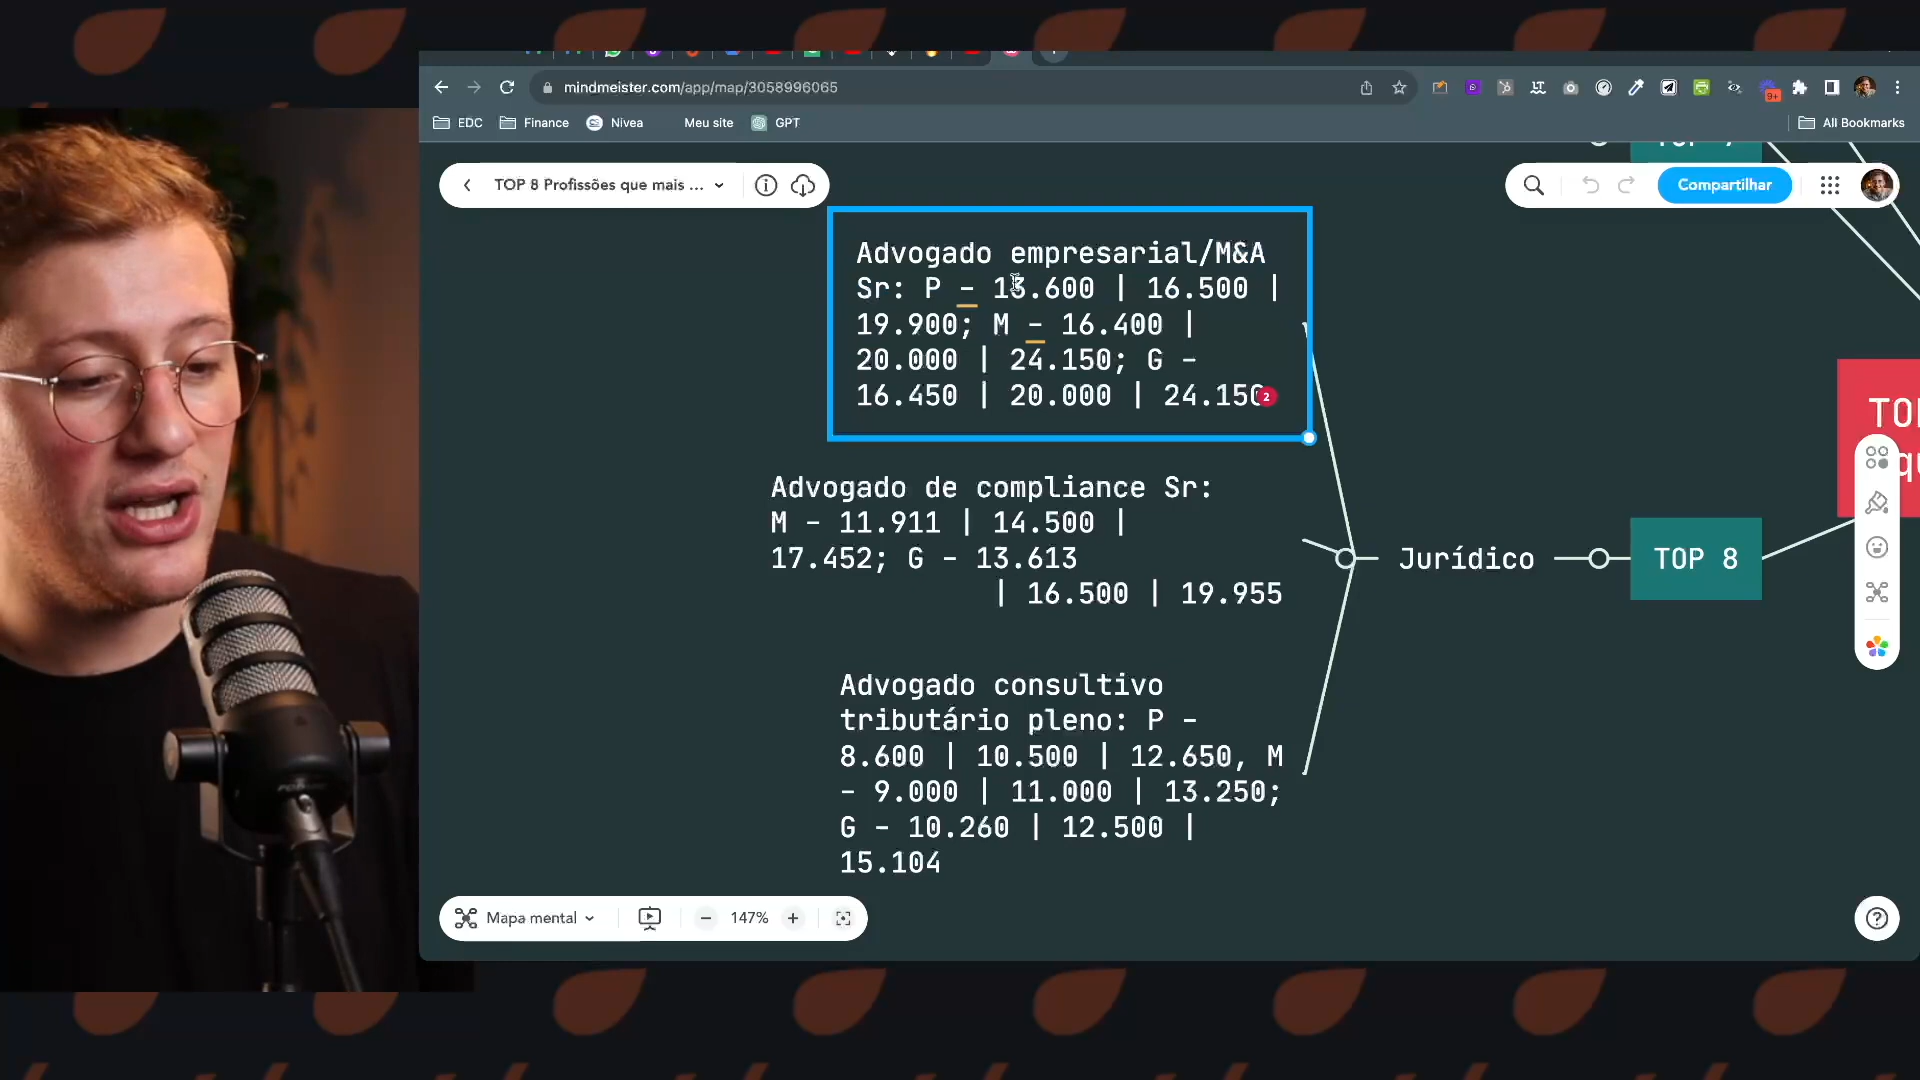 mindmeister.com/app/map/3058996065
EDC
Finance
Nivea
Meu site
GPT
All Bookmarks
TOP 8 Profissões que mais ...
Compartilhar
9+
Advogado empresarial/M&A
Sr: P - 13.600 | 16.500 |
19.900; M - 16.400 |
20.000 | 24.150; G -
16.450 | 20.000 | 24.150
2
Advogado de compliance Sr:
M - 11.911 | 14.500 |
17.452; G - 13.613
| 16.500 | 19.955
Advogado consultivo
tributário pleno: P -
8.600 | 10.500 | 12.650, M
- 9.000 | 11.000 | 13.250;
G - 10.260 | 12.500 |
15.104
Jurídico
TOP 8
Mapa mental
147%